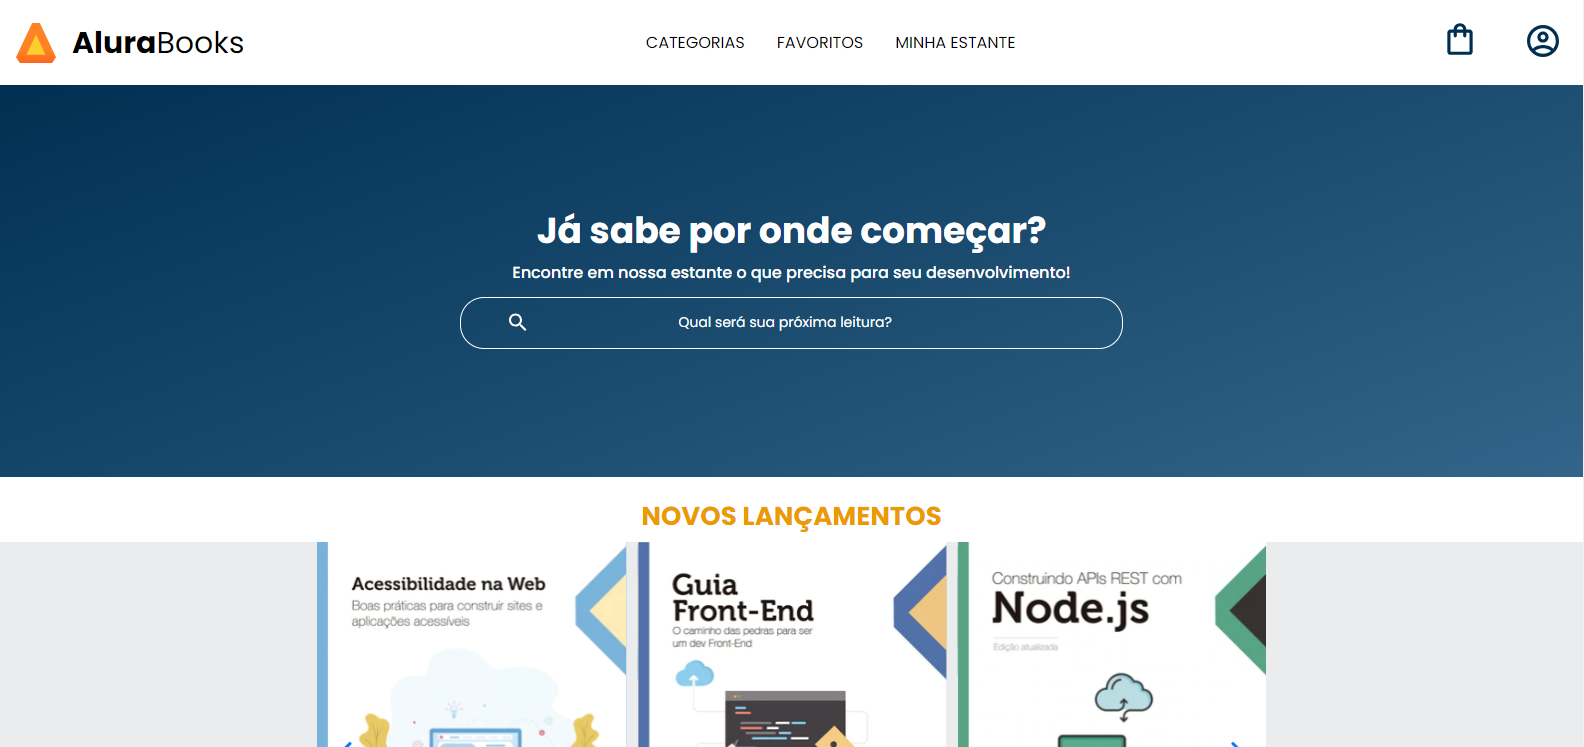 AluraBooks
CATEGORIAS
FAVORITOS
MINHA ESTANTE
Já sabe por onde começar?
Encontre em nossa estante o que precisa para seu desenvolvimento!
Qual será sua próxima leitura?
NOVOS LANÇAMENTOS
Acessibilidade na Web
Boas práticas para construir sites e
aplicações acessíveis
Guia
Front-End
O caminho das pedras para ser
um dev Front-End
Construindo APIs REST com
Node.js
Edição atualizada